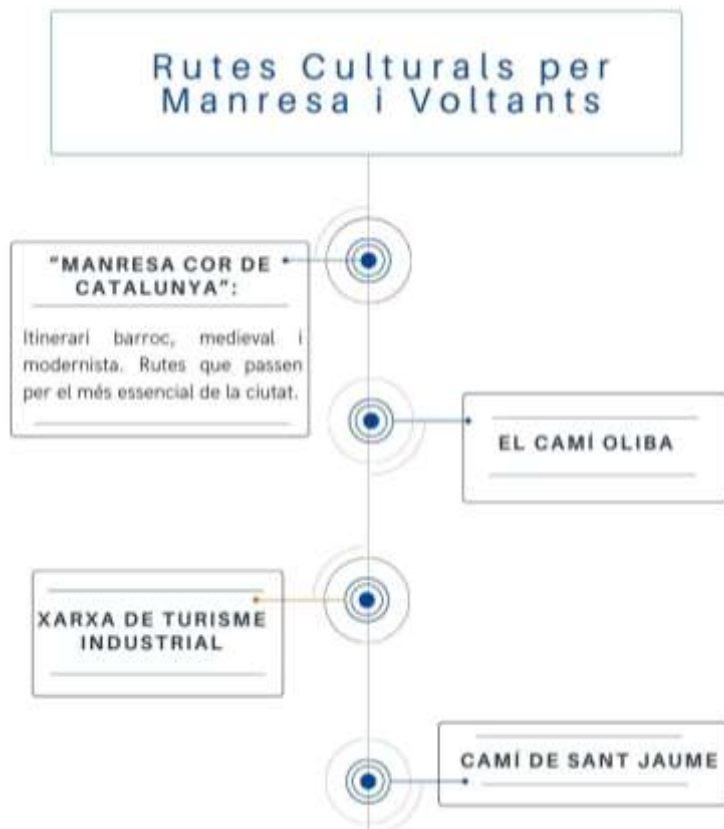 Rutes Culturals per
Manresa i Voltants
"MANRESA COR DE
CATALUNYA":
Itinerari barroc, medieval i
modernista. Rutes que passen
per el més essencial de la ciutat.
EL CAMÍ OLIBA
XARXA DE TURISME
INDUSTRIAL
CAMÍ DE SANT JAUME